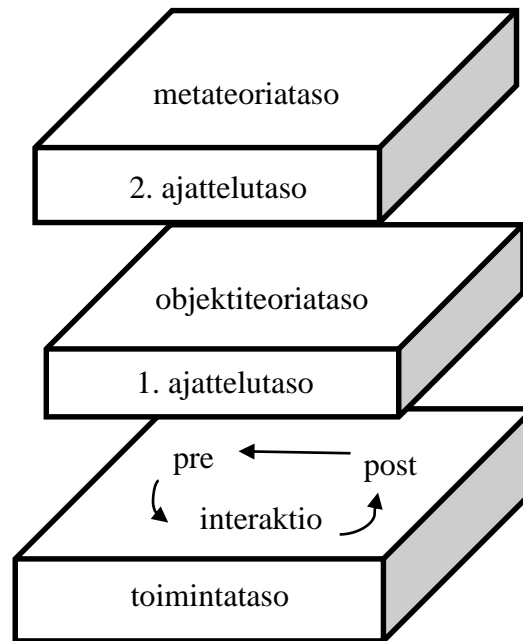 metateoriataso
2. ajattelutaso
objektiteoriataso
1. ajattelutaso
pre
post
interaktio
toimintataso